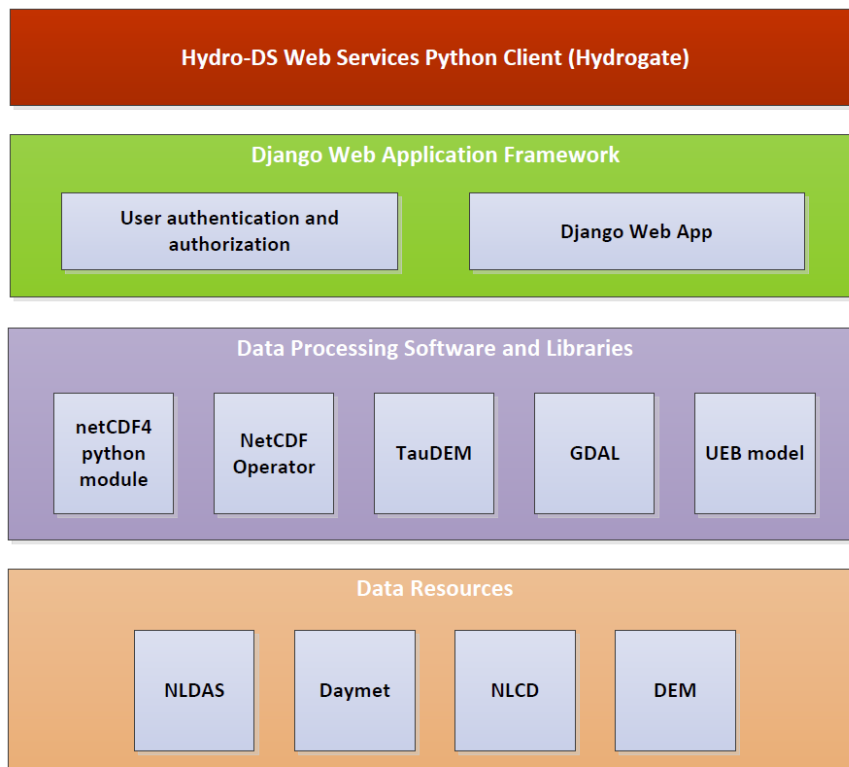 Hydro-DS Web Services Python Client (Hydrogate)
Django Web Application Framework
User authentication and
authorization
Django Web App
Data Processing Software and Libraries
netCDF4
python
module
NetCDF
Operator
TauDEM
GDAL
UEB model
Data Resources
NLDAS
Daymet
NLCD
DEM